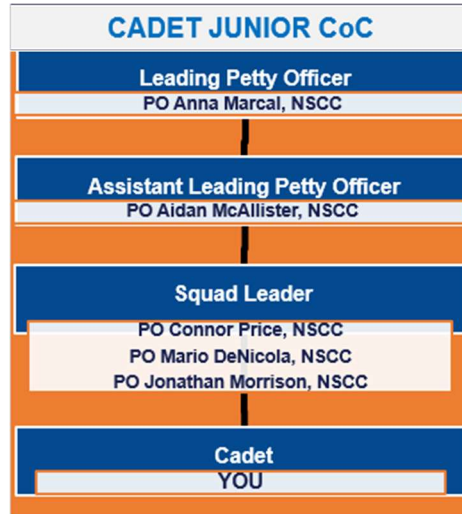 CADET JUNIOR CoC
Leading Petty Officer
PO Anna Marcal, NSCC
Assistant Leading Petty Officer
PO Aidan McAllister, NSCC
Squad Leader
PO Connor Price, NSCC
PO Mario DeNicola, NSCC
PO Jonathan Morrison, NSCC
Cadet
YOU